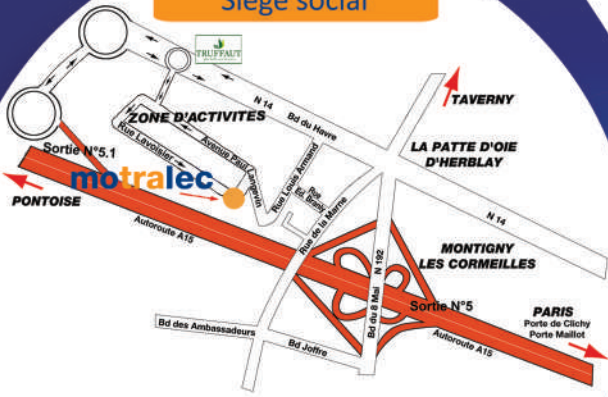 Siège social
TRUFFAUT
N 14
Bd du Havre
TAVERNY
ZONE D'ACTIVITES
Rue Lavoisier
Avenue Paul Langevin
Rue Louis Armand
LA PATTE D'OIE
D'HERBLAY
Sortie N°5.1
motralec
Rue
Ed. Branly
Rue de la Marne
N 14
PONTOISE
Autoroute A15
MONTIGNY
LES CORMEILLES
Bd du 8 Mai N 192
Sortie N°5
PARIS
Porte de Clichy
Porte Maillot
Bd des Ambassadeurs
Bd Joffre
Autoroute A15